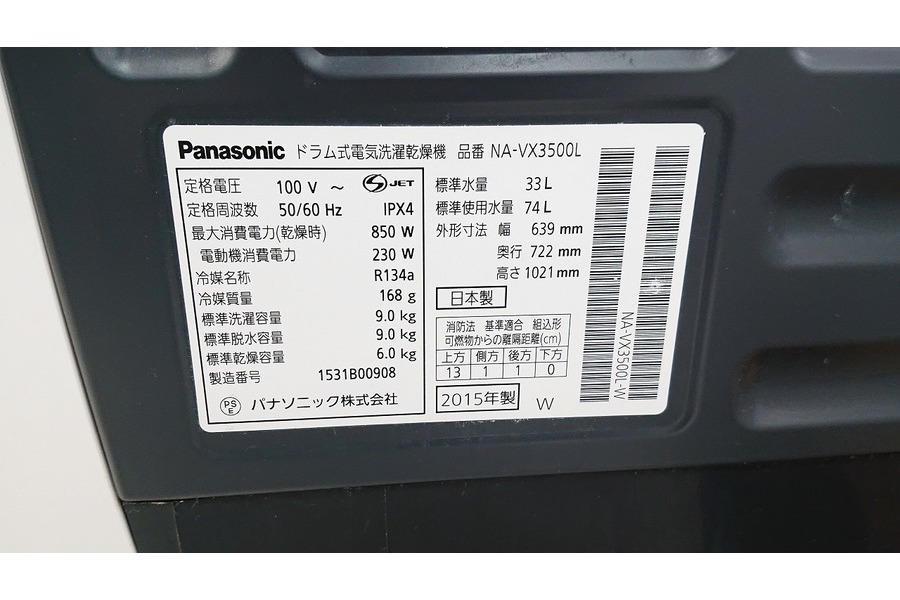 Panasonic ドラム式電気洗濯乾燥機 品番 NA-VX3500L
定格電圧 100 V ～ S JET
定格周波数 50/60 Hz IPX4
最大消費電力(乾燥時) 850 W
電動機消費電力 230 W
冷媒名称 R134a
冷媒質量 168 g
標準洗濯容量 9.0 kg
標準脱水容量 9.0 kg
標準乾燥容量 6.0 kg
製造番号 1531B00908
PSE パナソニック株式会社
標準水量 33 L
標準使用水量 74 L
外形寸法 幅 639 mm
奥行 722 mm
高さ 1021 mm
日本製
消防法 基準適合 組込形
可燃物からの離隔距離(cm)
上方 側方 後方 下方
13 1 1 0
2015年製 W
NA-VX3500L-W